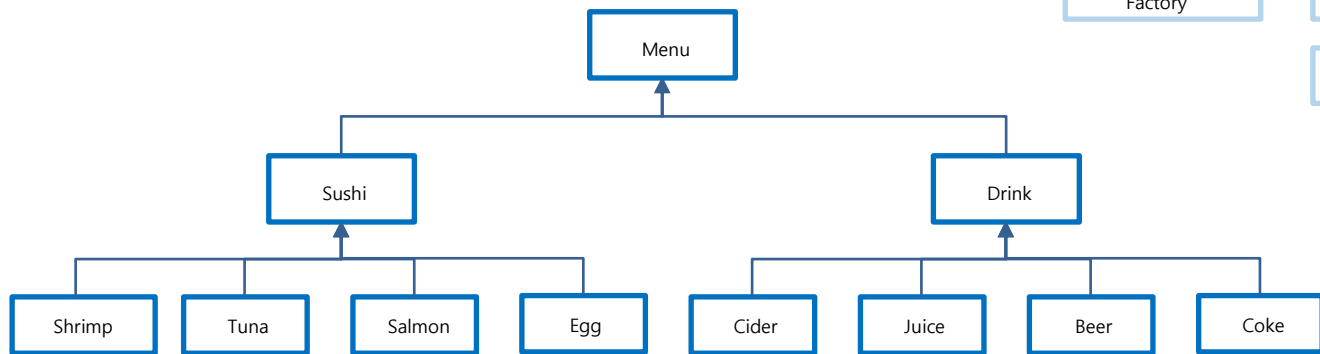 Factory
Menu
Sushi
Drink
Shrimp
Tuna
Salmon
Egg
Cider
Juice
Beer
Coke